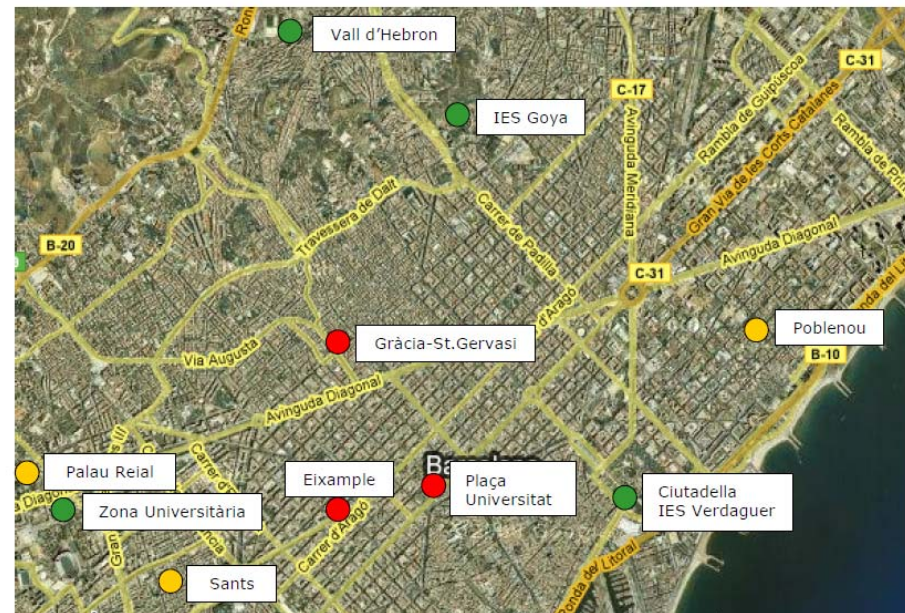 Vall d'Hebron
C-31
IES Goya
C-17
Rambla de Guipúscoa
Gran Via de les Corts Catalanes
Avinguda Meridiana
Travessera de Dalt
Carrer de Padilla
B-20
C-31
Avinguda Diagonal
Gràcia-St.Gervasi
d'Aragó
Poblenou
B-10
Via Augusta
Avinguda Diagonal
Palau Reial
Eixample
Plaça
Universitat
Zona Universitària
Carrer d'Aragó
Ciutadella
IES Verdaguer
Gran
Sants
Ronda del Litoral